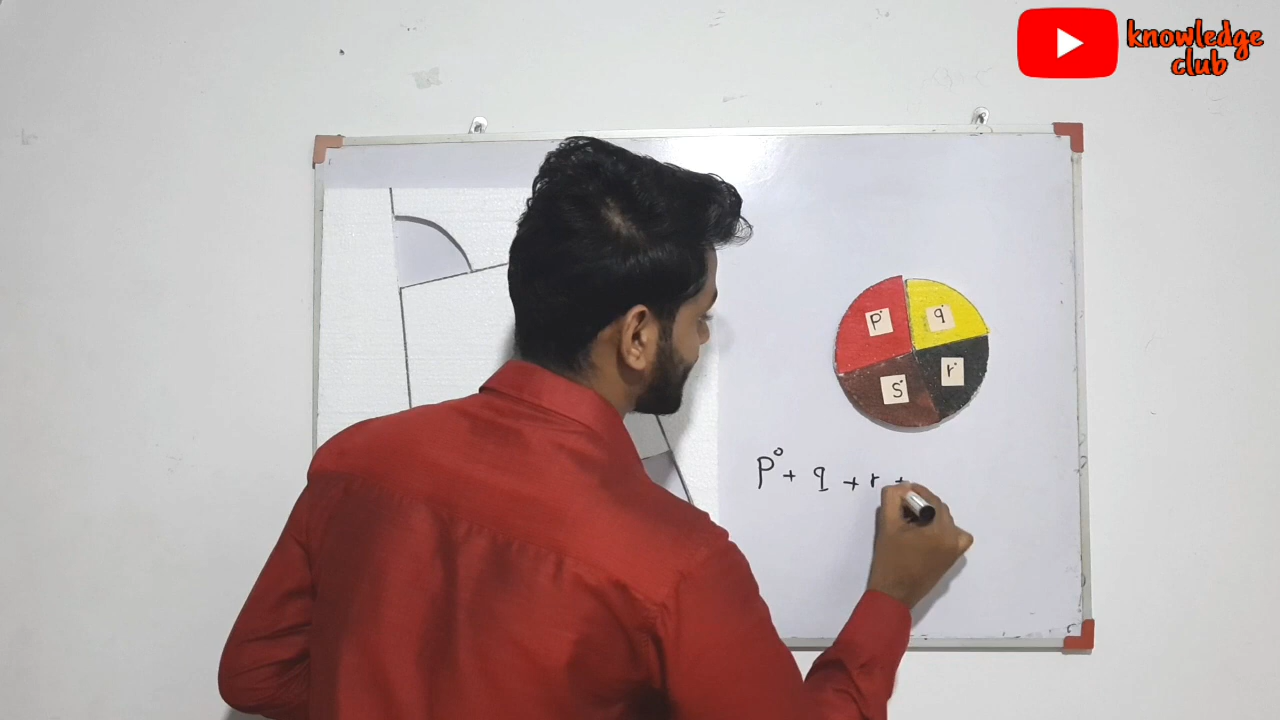 knowledge
club
p° q°
s° r°
p° + q + r +